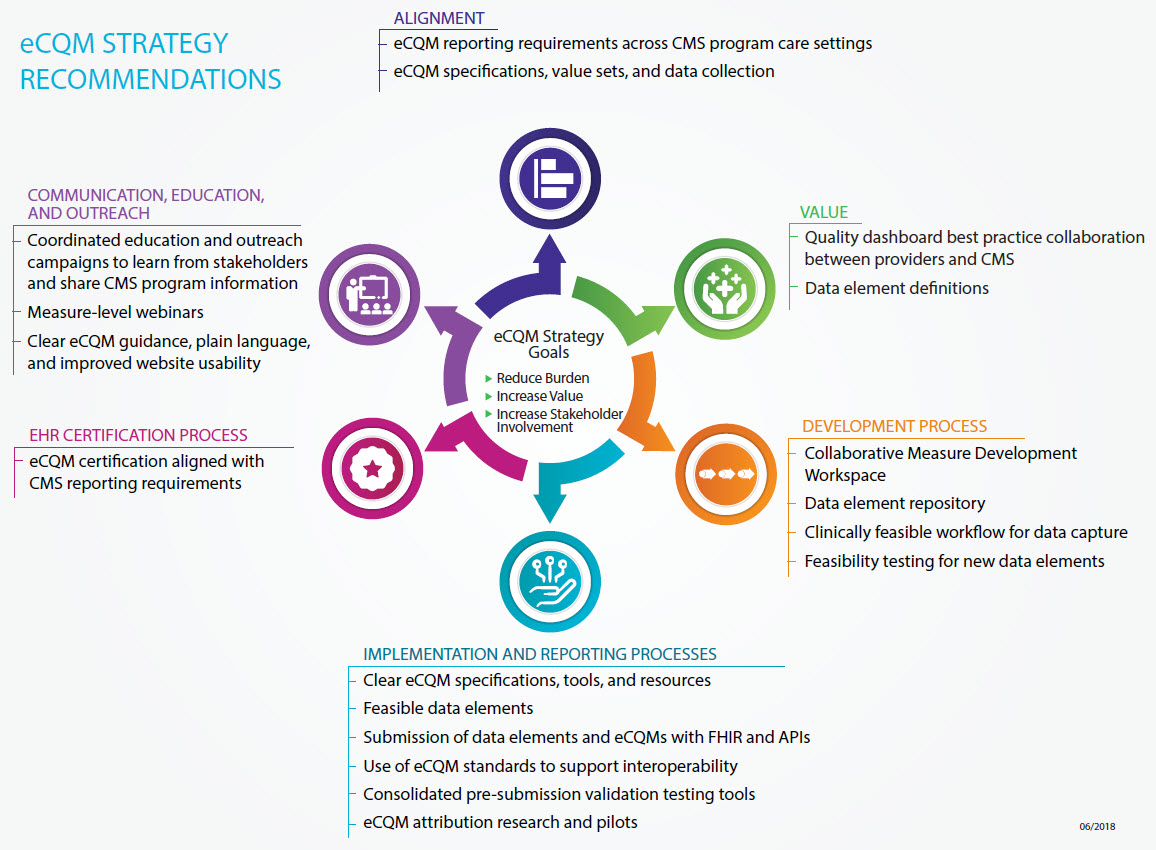 eCQM STRATEGY
RECOMMENDATIONS
ALIGNMENT
eCQM reporting requirements across CMS program care settings
eCQM specifications, value sets, and data collection
COMMUNICATION, EDUCATION,
AND OUTREACH
Coordinated education and outreach
campaigns to learn from stakeholders
and share CMS program information
Measure-level webinars
Clear eCQM guidance, plain language,
and improved website usability
VALUE
Quality dashboard best practice collaboration
between providers and CMS
Data element definitions
eCQM Strategy
Goals
Reduce Burden
Increase Value
Increase Stakeholder
Involvement
EHR CERTIFICATION PROCESS
eCQM certification aligned with
CMS reporting requirements
DEVELOPMENT PROCESS
Collaborative Measure Development
Workspace
Data element repository
Clinically feasible workflow for data capture
Feasibility testing for new data elements
IMPLEMENTATION AND REPORTING PROCESSES
Clear eCQM specifications, tools, and resources
Feasible data elements
Submission of data elements and eCQMs with FHIR and APIs
Use of eCQM standards to support interoperability
Consolidated pre-submission validation testing tools
eCQM attribution research and pilots
06/2018